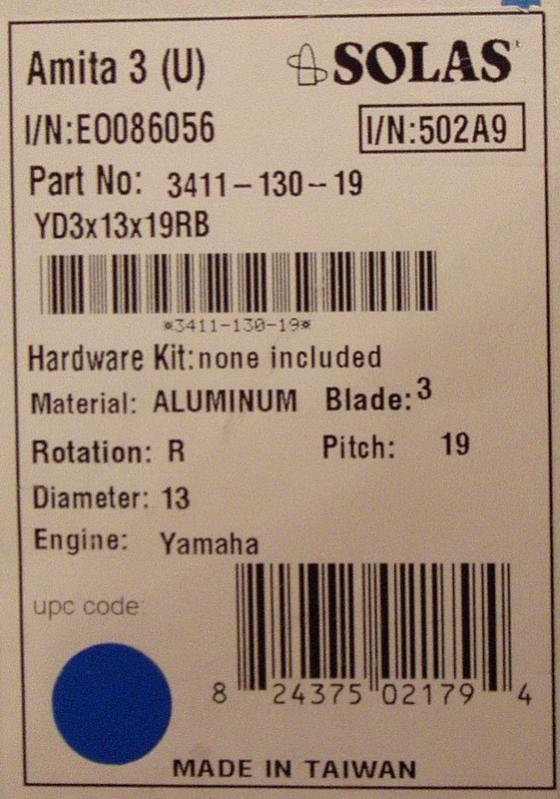 Amita 3 (U) SOLAS
I/N:EO086056 I/N:502A9
Part No: 3411-130-19
YD3x13x19RB
*3411-130-19*
Hardware Kit: none included
Material: ALUMINUM Blade: 3
Rotation: R Pitch: 19
Diameter: 13
Engine: Yamaha
upc code:
8 24375 02179 4
MADE IN TAIWAN